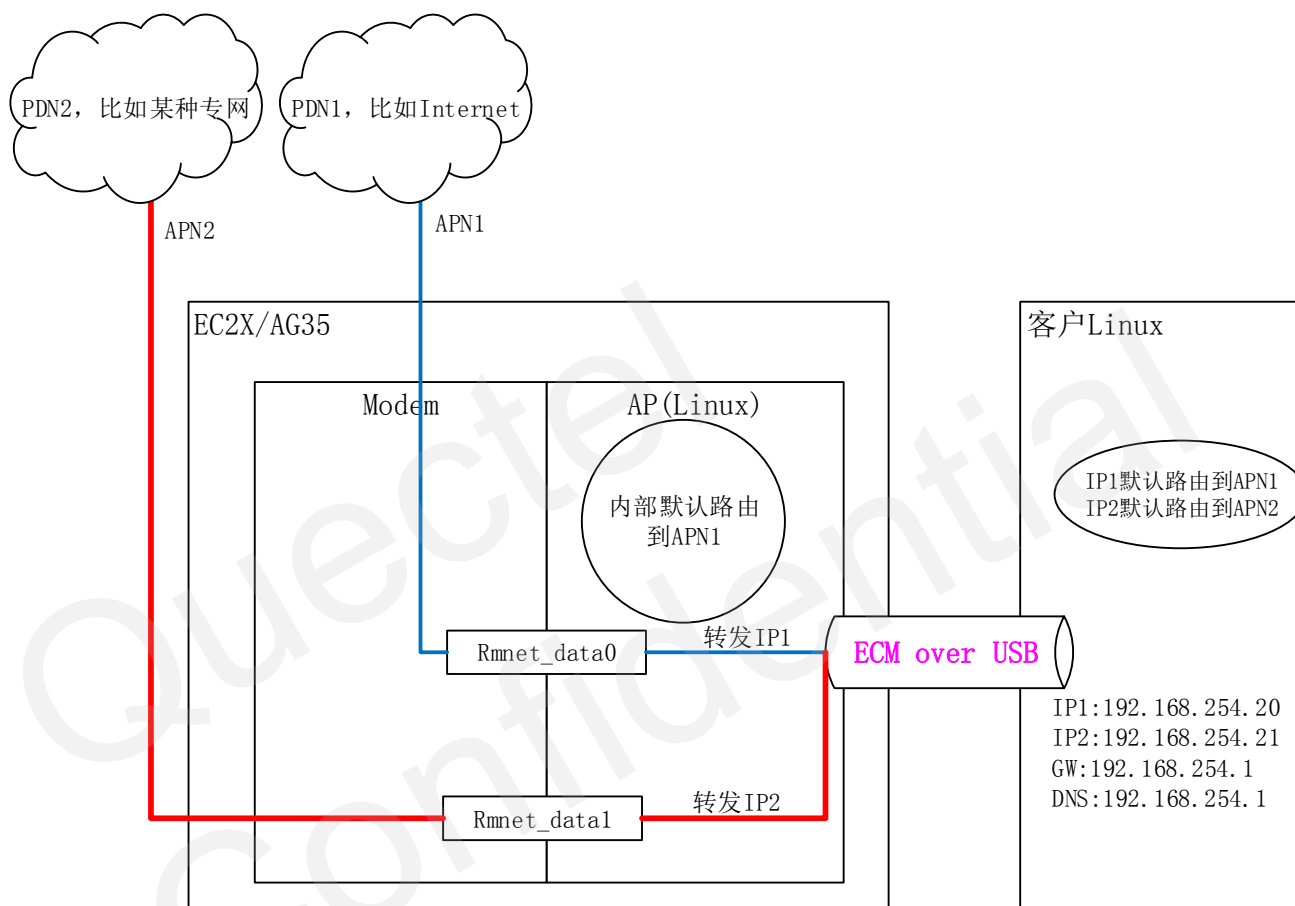 PDN2，比如某种专网
PDN1，比如Internet
APN2
APN1
EC2X/AG35
客户Linux
Modem
AP(Linux)
内部默认路由
到APN1
IP1默认路由到APN1
IP2默认路由到APN2
Rmnet_data0
转发IP1
ECM over USB
IP1:192.168.254.20
IP2:192.168.254.21
GW:192.168.254.1
DNS:192.168.254.1
Rmnet_data1
转发IP2
Quectel
Confidential